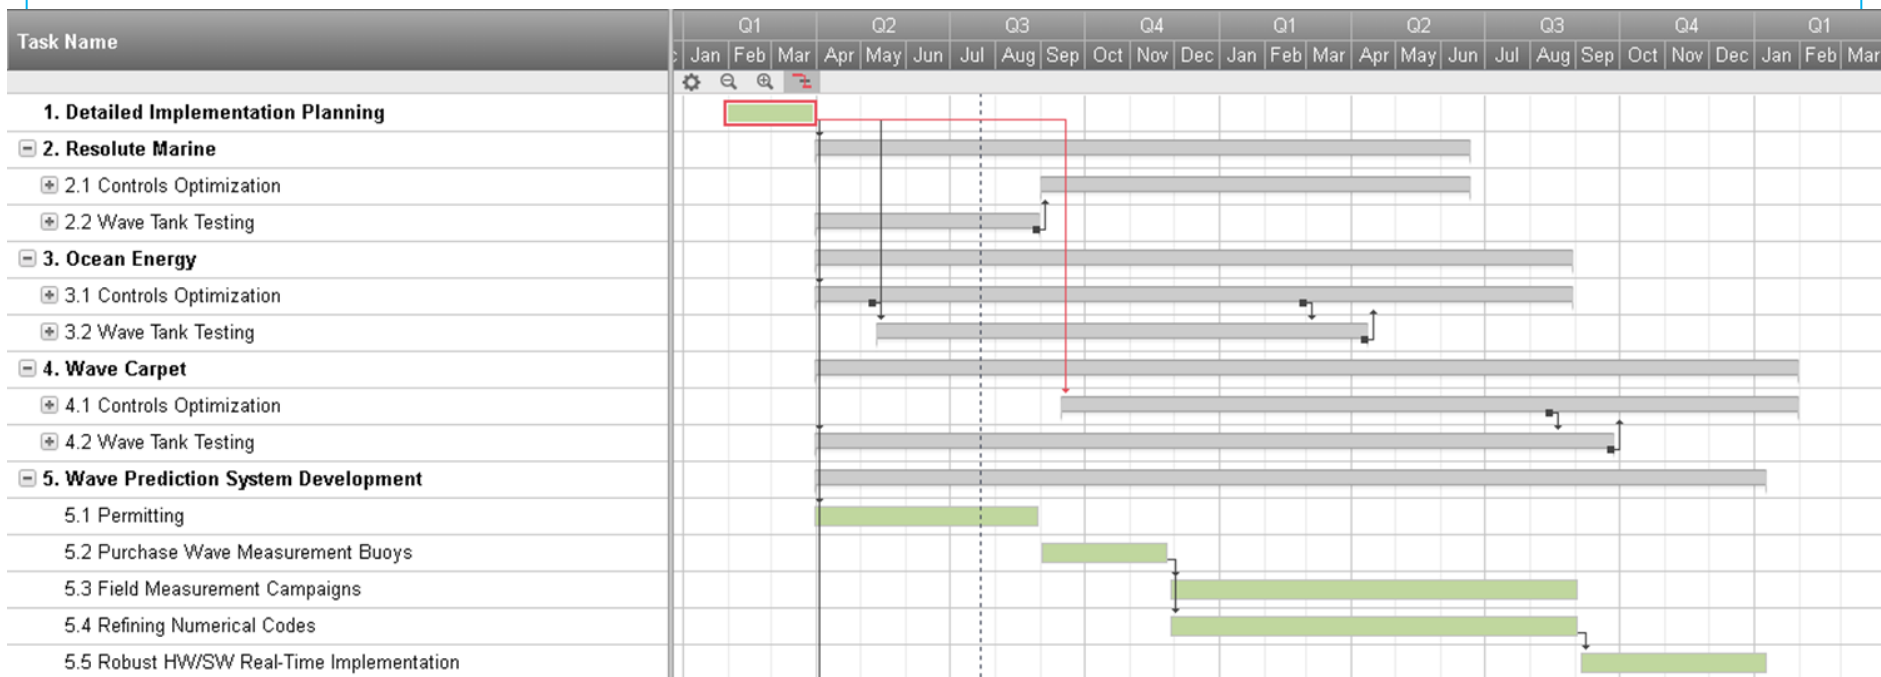 Task Name
Q1 Q2 Q3 Q4 Q1 Q2 Q3 Q4 Q1
c Jan Feb Mar Apr May Jun Jul Aug Sep Oct Nov Dec Jan Feb Mar Apr May Jun Jul Aug Sep Oct Nov Dec Jan Feb Mar
1. Detailed Implementation Planning
2. Resolute Marine
2.1 Controls Optimization
2.2 Wave Tank Testing
3. Ocean Energy
3.1 Controls Optimization
3.2 Wave Tank Testing
4. Wave Carpet
4.1 Controls Optimization
4.2 Wave Tank Testing
5. Wave Prediction System Development
5.1 Permitting
5.2 Purchase Wave Measurement Buoys
5.3 Field Measurement Campaigns
5.4 Refining Numerical Codes
5.5 Robust HW/SW Real-Time Implementation